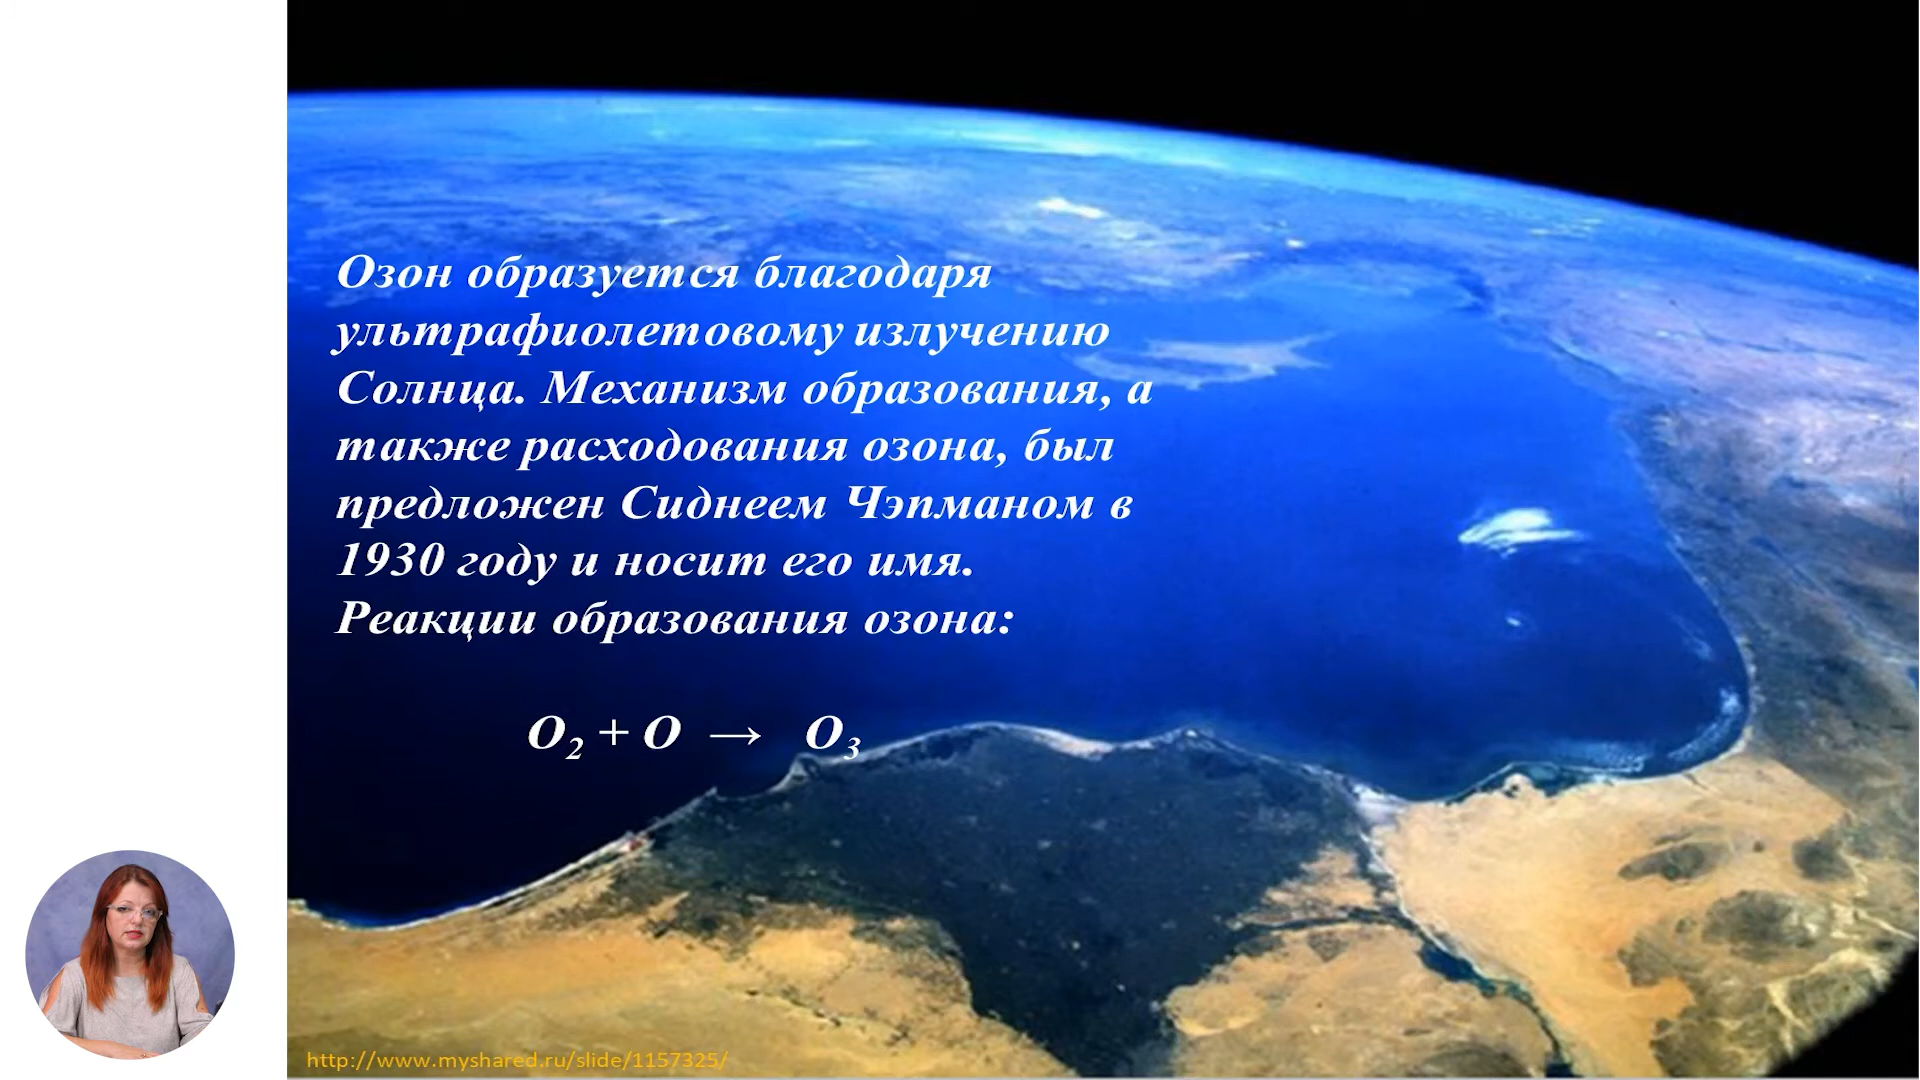 Озон образуется благодаря
ультрафиолетовому излучению
Солнца. Механизм образования, а
также расходования озона, был
предложен Сиднеем Чэпманом в
1930 году и носит его имя.
Реакции образования озона:
O₂ + O → O₃
http://www.myshared.ru/slide/1157325/